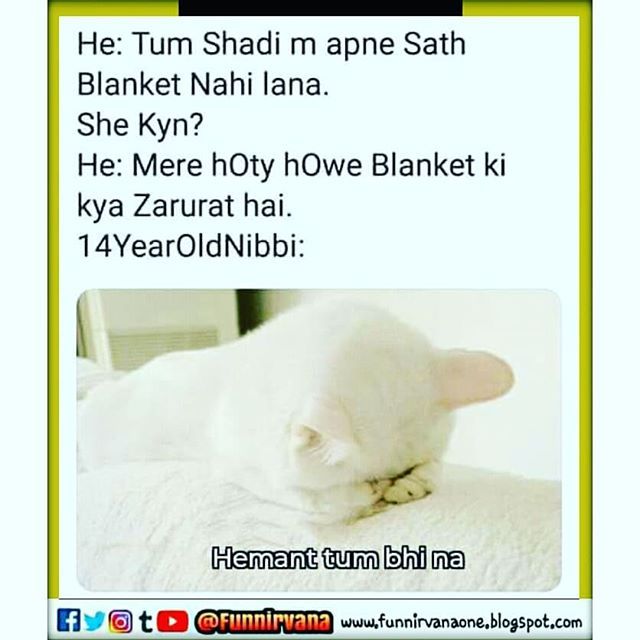 He: Tum Shadi m apne Sath
Blanket Nahi lana.
She Kyn?
He: Mere hOty hOwe Blanket ki
kya Zarurat hai.
14YearOldNibbi:
Hemant tum bhi na
@Funnirvana www.funnirvanaone.blogspot.com